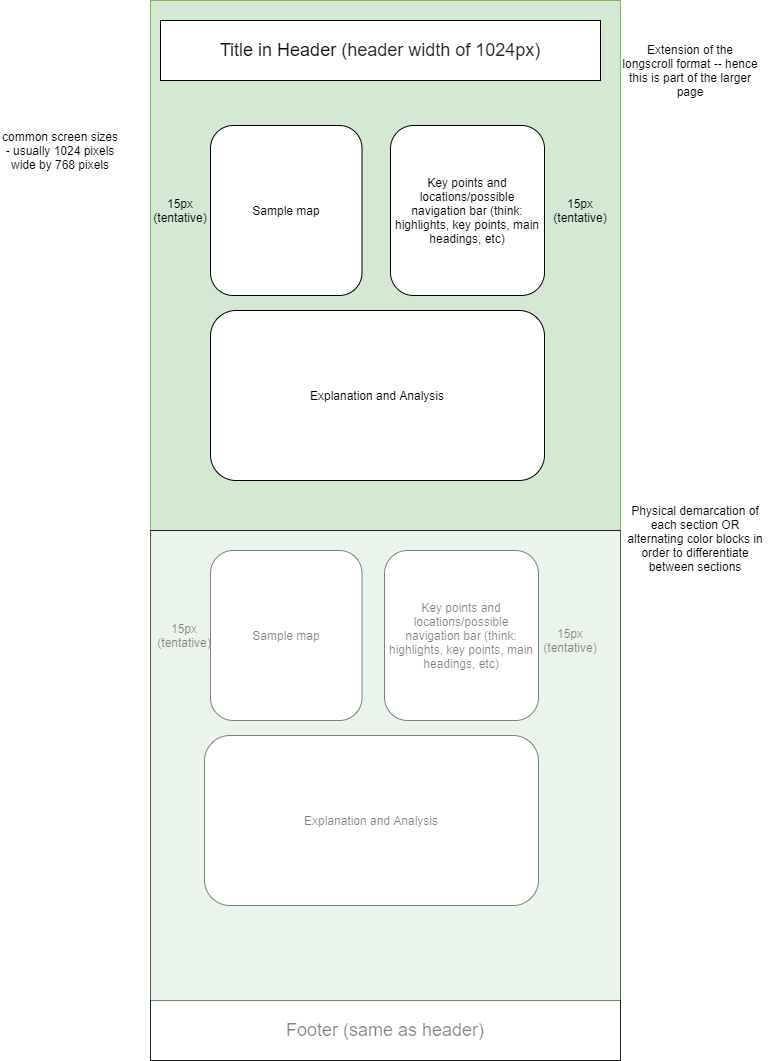 Title in Header (header width of 1024px)
Extension of the
longscroll format -- hence
this is part of the larger
page
common screen sizes
- usually 1024 pixels
wide by 768 pixels
15px
(tentative)
Sample map
Key points and
locations/possible
navigation bar (think:
highlights, key points, main
headings, etc)
15px
(tentative)
Explanation and Analysis
Physical demarcation of
each section OR
alternating color blocks in
order to differentiate
between sections
15px
(tentative)
Sample map
Key points and
locations/possible
navigation bar (think:
highlights, key points, main
headings, etc)
15px
(tentative)
Explanation and Analysis
Footer (same as header)